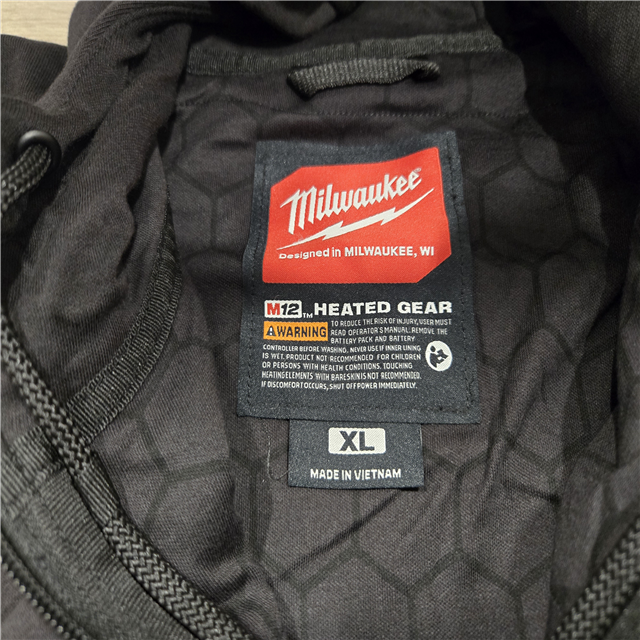 Milwaukee
Designed in MILWAUKEE, WI
M12™ HEATED GEAR
WARNING TO REDUCE THE RISK OF INJURY, USER MUST
READ OPERATOR'S MANUAL. REMOVE THE
BATTERY PACK AND BATTERY
CONTROLLER BEFORE WASHING. NEVER USE IF INNER LINING
IS WET. PRODUCT NOT RECOMMENDED FOR CHILDREN
OR PERSONS WITH HEALTH CONDITIONS. TOUCHING
HEATING ELEMENTS WITH BARE SKIN IS NOT RECOMMENDED.
IF DISCOMFORT OCCURS, SHUT OFF POWER IMMEDIATELY.
XL
MADE IN VIETNAM